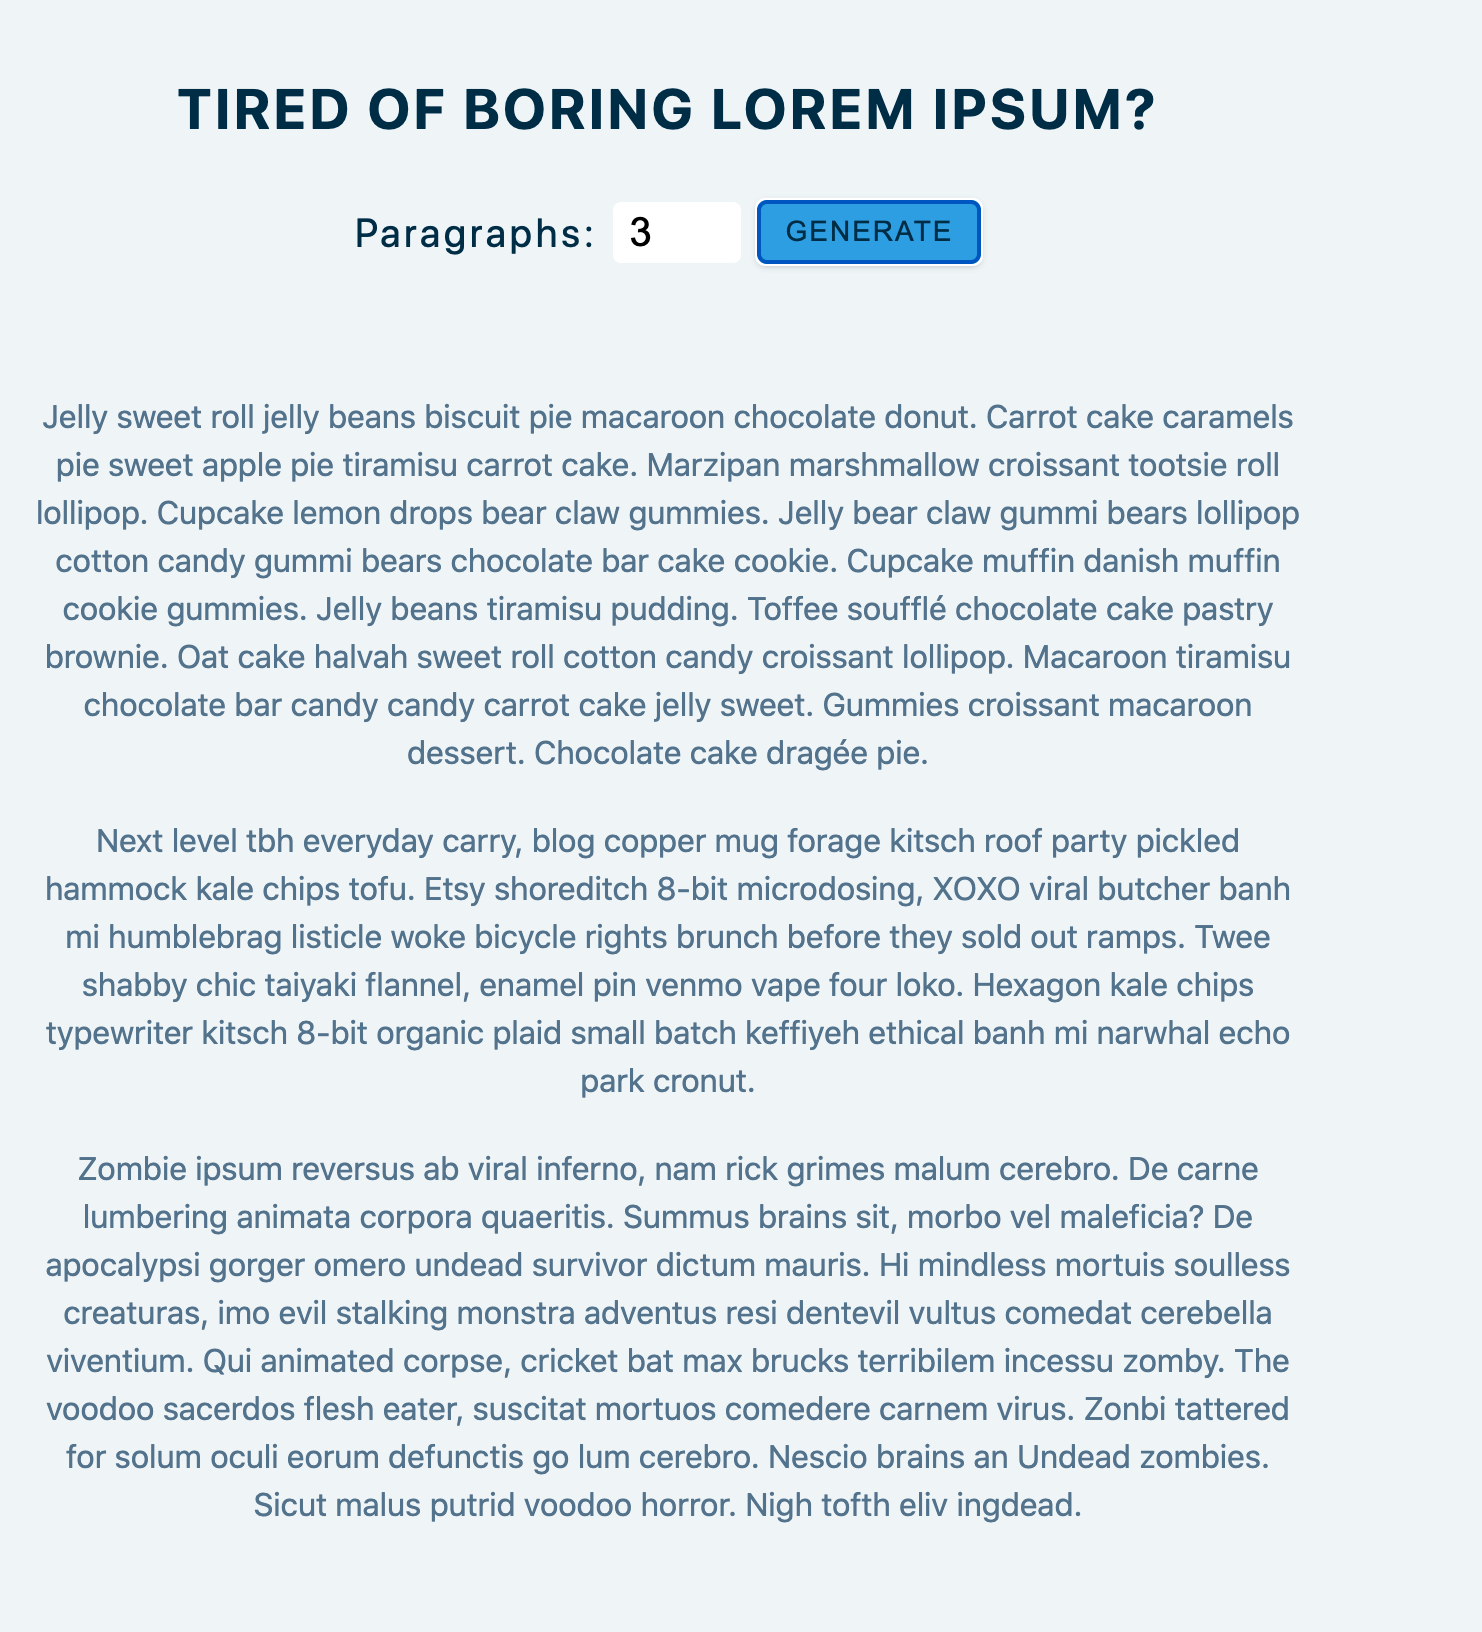 TIRED OF BORING LOREM IPSUM?
Paragraphs: 3 GENERATE
Jelly sweet roll jelly beans biscuit pie macaroon chocolate donut. Carrot cake caramels
pie sweet apple pie tiramisu carrot cake. Marzipan marshmallow croissant tootsie roll
lollipop. Cupcake lemon drops bear claw gummies. Jelly bear claw gummi bears lollipop
cotton candy gummi bears chocolate bar cake cookie. Cupcake muffin danish muffin
cookie gummies. Jelly beans tiramisu pudding. Toffee soufflé chocolate cake pastry
brownie. Oat cake halvah sweet roll cotton candy croissant lollipop. Macaroon tiramisu
chocolate bar candy candy carrot cake jelly sweet. Gummies croissant macaroon
dessert. Chocolate cake dragée pie.
Next level tbh everyday carry, blog copper mug forage kitsch roof party pickled
hammock kale chips tofu. Etsy shoreditch 8-bit microdosing, XOXO viral butcher banh
mi humblebrag listicle woke bicycle rights brunch before they sold out ramps. Twee
shabby chic taiyaki flannel, enamel pin venmo vape four loko. Hexagon kale chips
typewriter kitsch 8-bit organic plaid small batch keffiyeh ethical banh mi narwhal echo
park cronut.
Zombie ipsum reversus ab viral inferno, nam rick grimes malum cerebro. De carne
lumbering animata corpora quaeritis. Summus brains sit, morbo vel maleficia? De
apocalypsi gorger omero undead survivor dictum mauris. Hi mindless mortuis soulless
creaturas, imo evil stalking monstra adventus resi dentevil vultus comedat cerebella
viventium. Qui animated corpse, cricket bat max brucks terribilem incessu zomby. The
voodoo sacerdos flesh eater, suscitat mortuos comedere carnem virus. Zonbi tattered
for solum oculi eorum defunctis go lum cerebro. Nescio brains an Undead zombies.
Sicut malus putrid voodoo horror. Nigh tofth eliv ingdead.